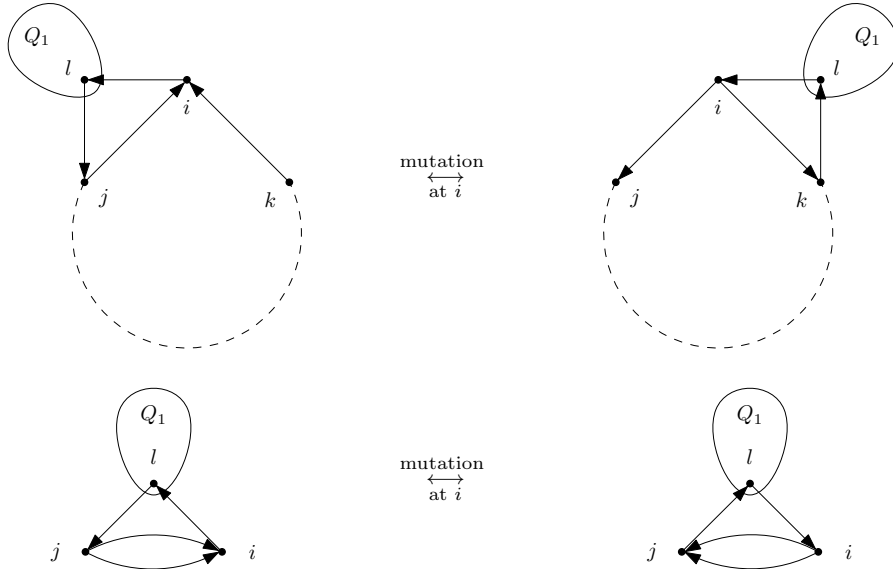 Q₁ Q₁
l l
i i
mutation
⟷
at i
j k j k
Q₁ Q₁
l l
mutation
⟷
at i
j i j i